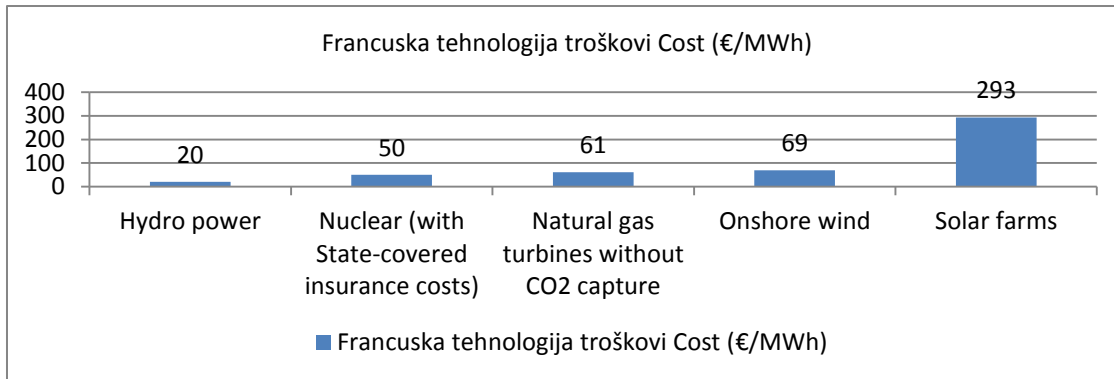 Francuska tehnologija troškovi Cost (€/MWh)
400
300
200
100
0
20
50
61
69
293
Hydro power
Nuclear (with
State-covered
insurance costs)
Natural gas
turbines without
CO2 capture
Onshore wind
Solar farms
Francuska tehnologija troškovi Cost (€/MWh)